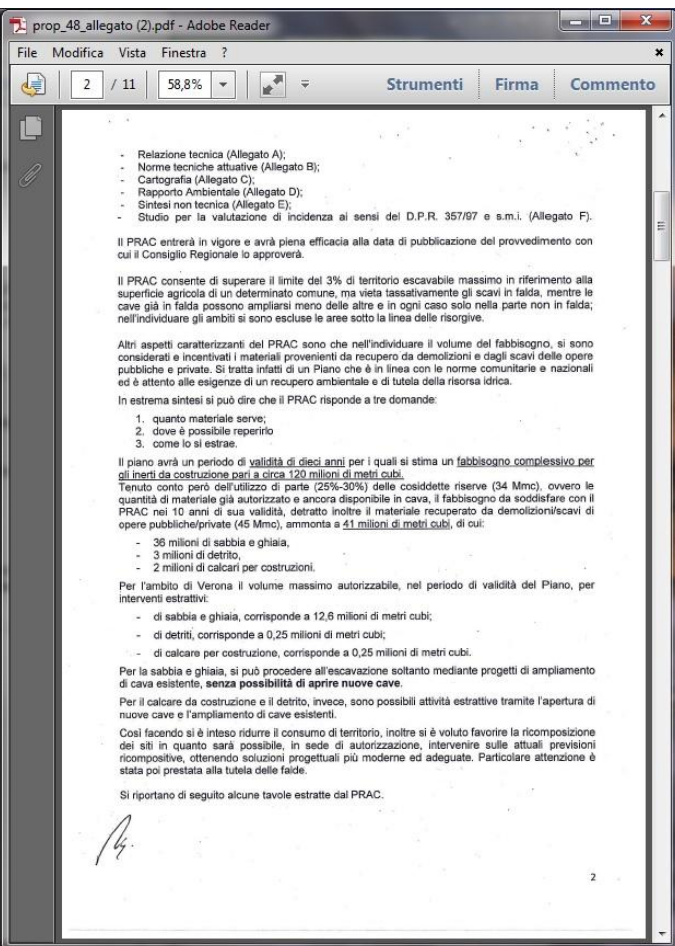 prop_48_allegato (2).pdf - Adobe Reader
File Modifica Vista Finestra ?
2 / 11 58,8% Strumenti Firma Commento
- Relazione tecnica (Allegato A);
- Norme tecniche attuative (Allegato B);
- Cartografia (Allegato C);
- Rapporto Ambientale (Allegato D);
- Sintesi non tecnica (Allegato E);
- Studio per la valutazione di incidenza ai sensi del D.P.R. 357/97 e s.m.i. (Allegato F).
Il PRAC entrerà in vigore e avrà piena efficacia alla data di pubblicazione del provvedimento con
cui il Consiglio Regionale lo approverà.
Il PRAC consente di superare il limite del 3% di territorio escavabile massimo in riferimento alla
superficie agricola di un determinato comune, ma vieta tassativamente gli scavi in falda, mentre le
cave già in falda possono ampliarsi meno delle altre e in ogni caso solo nella parte non in falda;
nell'individuare gli ambiti si sono escluse le aree sotto la linea delle risorgive.
Altri aspetti caratterizzanti del PRAC sono che nell'individuare il volume del fabbisogno, si sono
considerati e incentivati i materiali provenienti da recupero da demolizioni e dagli scavi delle opere
pubbliche e private. Si tratta infatti di un Piano che è in linea con le norme comunitarie e nazionali
ed è attento alle esigenze di un recupero ambientale e di tutela della risorsa idrica.
In estrema sintesi si può dire che il PRAC risponde a tre domande:
1. quanto materiale serve;
2. dove è possibile reperirlo
3. come lo si estrae.
Il piano avrà un periodo di validità di dieci anni per i quali si stima un fabbisogno complessivo per
gli inerti da costruzione pari a circa 120 milioni di metri cubi.
Tenuto conto però dell'utilizzo di parte (25%-30%) delle cosiddette riserve (34 Mmc), ovvero le
quantità di materiale già autorizzato e ancora disponibile in cava, il fabbisogno da soddisfare con il
PRAC nei 10 anni di sua validità, detratto inoltre il materiale recuperato da demolizioni/scavi di
opere pubbliche/private (45 Mmc), ammonta a 41 milioni di metri cubi, di cui:
- 36 milioni di sabbia e ghiaia,
- 3 milioni di detrito,
- 2 milioni di calcari per costruzioni.
Per l'ambito di Verona il volume massimo autorizzabile, nel periodo di validità del Piano, per
interventi estrattivi:
- di sabbia e ghiaia, corrisponde a 12,6 milioni di metri cubi;
- di detriti, corrisponde a 0,25 milioni di metri cubi;
- di calcare per costruzione, corrisponde a 0,25 milioni di metri cubi.
Per la sabbia e ghiaia, si può procedere all'escavazione soltanto mediante progetti di ampliamento
di cava esistente, senza possibilità di aprire nuove cave.
Per il calcare da costruzione e il detrito, invece, sono possibili attività estrattive tramite l'apertura di
nuove cave e l'ampliamento di cave esistenti.
Così facendo si è inteso ridurre il consumo di territorio, inoltre si è voluto favorire la ricomposizione
dei siti in quanto sarà possibile, in sede di autorizzazione, intervenire sulle attuali previsioni
ricompositive, ottenendo soluzioni progettuali più moderne ed adeguate. Particolare attenzione è
stata poi prestata alla tutela delle falde.
Si riportano di seguito alcune tavole estratte dal PRAC.
2